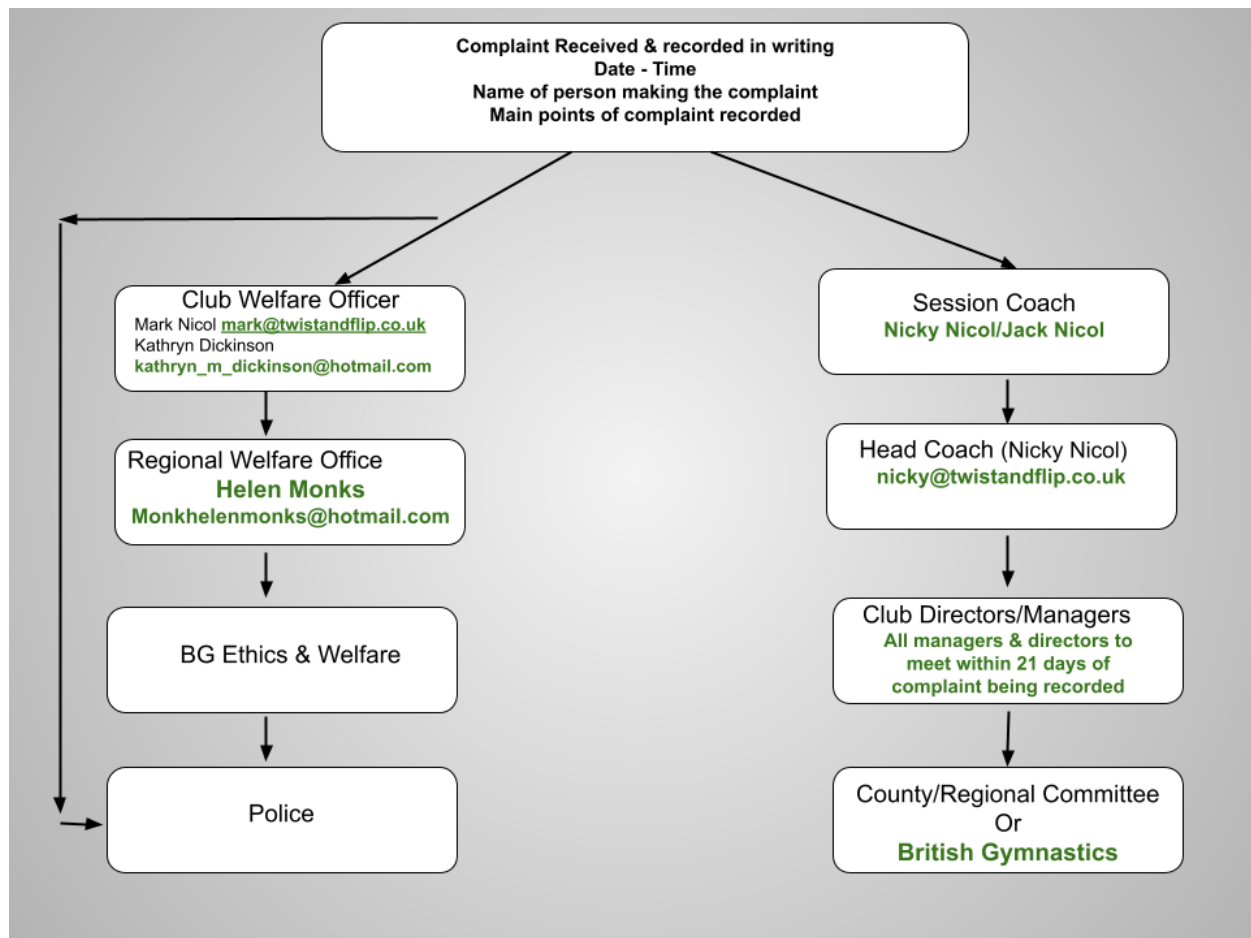 Complaint Received & recorded in writing
Date - Time
Name of person making the complaint
Main points of complaint recorded
Club Welfare Officer
Mark Nicol mark@twistandflip.co.uk
Kathryn Dickinson
kathryn_m_dickinson@hotmail.com
Regional Welfare Office
Helen Monks
Monkhelenmonks@hotmail.com
BG Ethics & Welfare
Police
Session Coach
Nicky Nicol/Jack Nicol
Head Coach (Nicky Nicol)
nicky@twistandflip.co.uk
Club Directors/Managers
All managers & directors to
meet within 21 days of
complaint being recorded
County/Regional Committee
Or
British Gymnastics